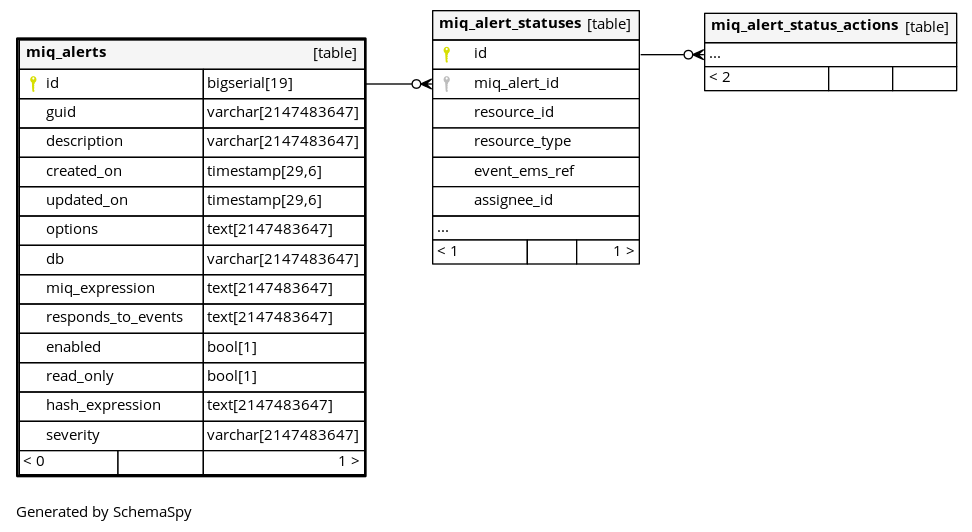 miq_alerts [table]
id bigserial[19]
guid varchar[2147483647]
description varchar[2147483647]
created_on timestamp[29,6]
updated_on timestamp[29,6]
options text[2147483647]
db varchar[2147483647]
miq_expression text[2147483647]
responds_to_events text[2147483647]
enabled bool[1]
read_only bool[1]
hash_expression text[2147483647]
severity varchar[2147483647]
< 0 1 >
miq_alert_statuses [table]
id
miq_alert_id
resource_id
resource_type
event_ems_ref
assignee_id
...
< 1 1 >
miq_alert_status_actions [table]
...
< 2
Generated by SchemaSpy